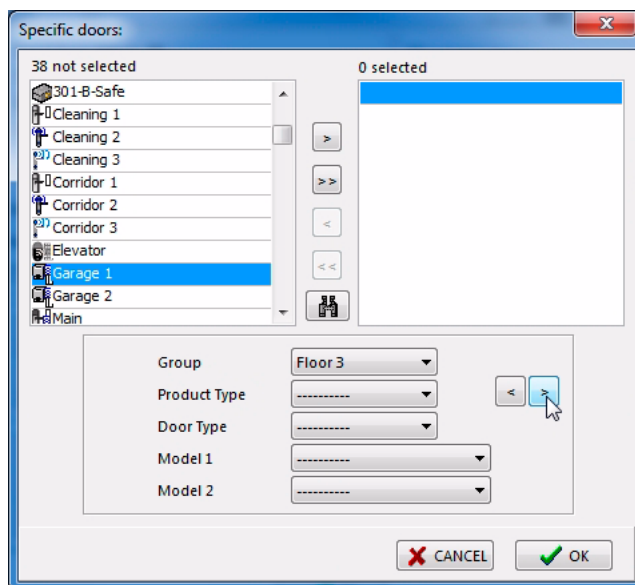 Specific doors:
38 not selected
0 selected
301-B-Safe
Cleaning 1
Cleaning 2
Cleaning 3
Corridor 1
Corridor 2
Corridor 3
Elevator
Garage 1
Garage 2
Main
>
>>
<
<<
Group
Floor 3
Product Type
----------
<
>
Door Type
----------
Model 1
----------
Model 2
----------
CANCEL
OK